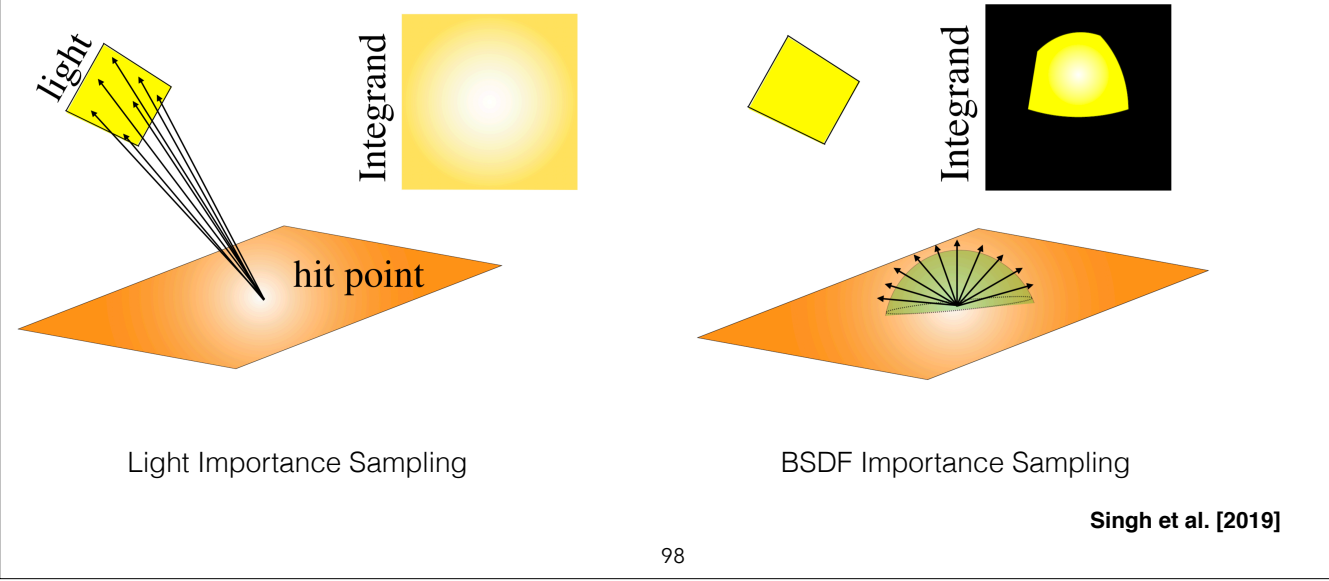 light
Integrand
hit point
Integrand
Light Importance Sampling
BSDF Importance Sampling
Singh et al. [2019]
98